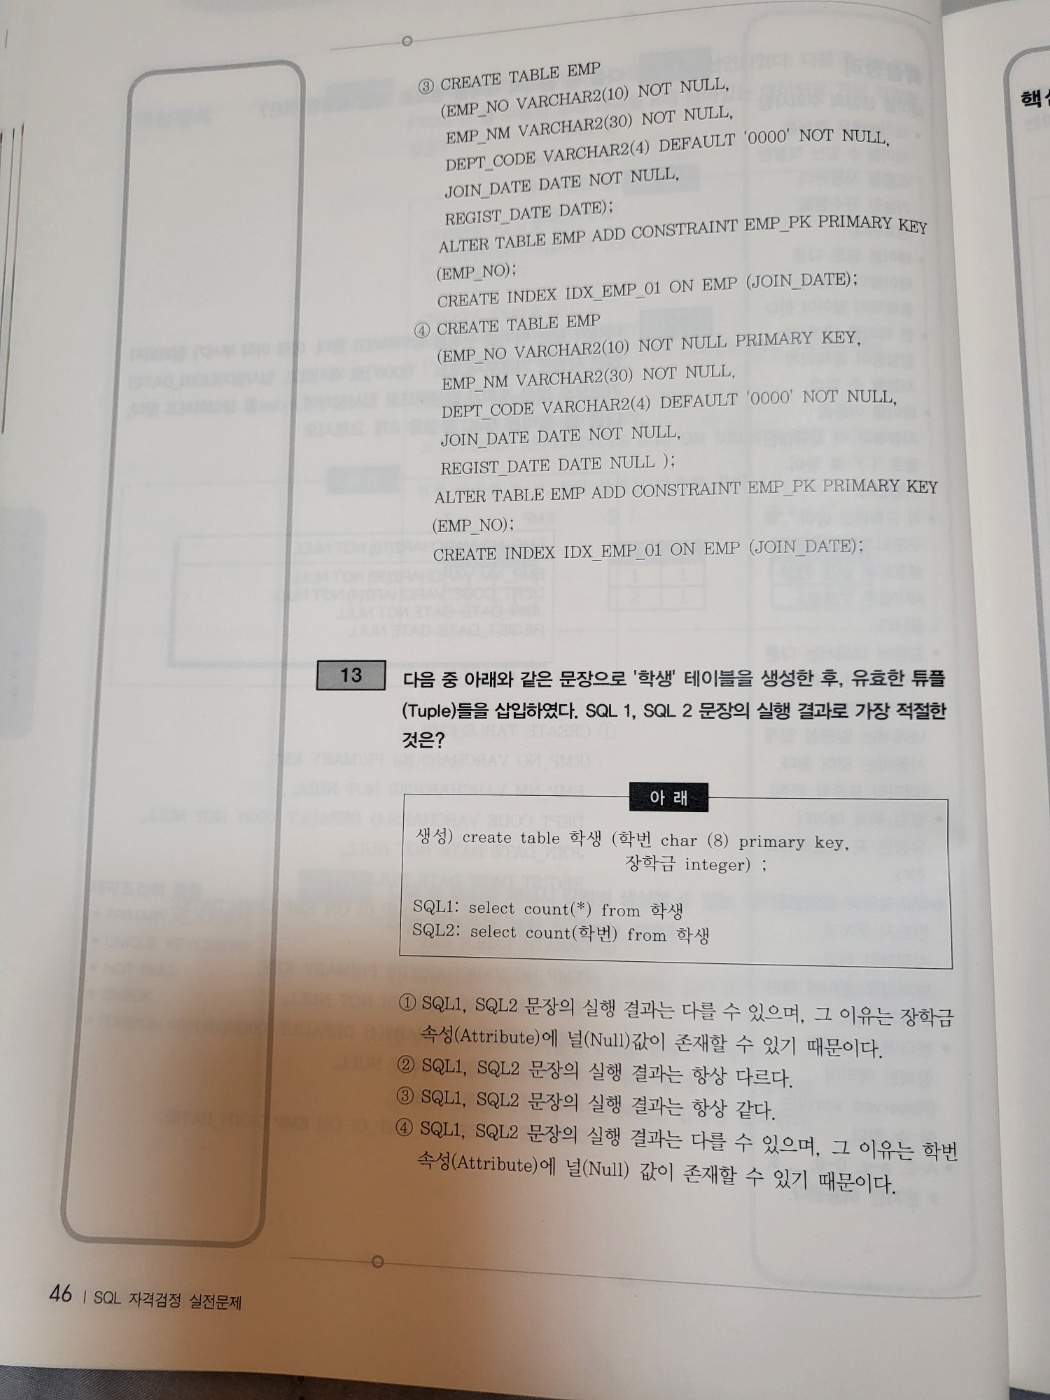 ③ CREATE TABLE EMP
(EMP_NO VARCHAR2(10) NOT NULL,
EMP_NM VARCHAR2(30) NOT NULL,
DEPT_CODE VARCHAR2(4) DEFAULT '0000' NOT NULL,
JOIN_DATE DATE NOT NULL,
REGIST_DATE DATE);
ALTER TABLE EMP ADD CONSTRAINT EMP_PK PRIMARY KEY
(EMP_NO);
CREATE INDEX IDX_EMP_01 ON EMP (JOIN_DATE);
④ CREATE TABLE EMP
(EMP_NO VARCHAR2(10) NOT NULL PRIMARY KEY,
EMP_NM VARCHAR2(30) NOT NULL,
DEPT_CODE VARCHAR2(4) DEFAULT '0000' NOT NULL,
JOIN_DATE DATE NOT NULL,
REGIST_DATE DATE NULL );
ALTER TABLE EMP ADD CONSTRAINT EMP_PK PRIMARY KEY
(EMP_NO);
CREATE INDEX IDX_EMP_01 ON EMP (JOIN_DATE);
13 다음 중 아래와 같은 문장으로 '학생' 테이블을 생성한 후, 유효한 튜플
(Tuple)들을 삽입하였다. SQL 1, SQL 2 문장의 실행 결과로 가장 적절한
것은?
아 래
생성) create table 학생 (학번 char (8) primary key,
장학금 integer) ;
SQL1: select count(*) from 학생
SQL2: select count(학번) from 학생
① SQL1, SQL2 문장의 실행 결과는 다를 수 있으며, 그 이유는 장학금
속성(Attribute)에 널(Null)값이 존재할 수 있기 때문이다.
② SQL1, SQL2 문장의 실행 결과는 항상 다르다.
③ SQL1, SQL2 문장의 실행 결과는 항상 같다.
④ SQL1, SQL2 문장의 실행 결과는 다를 수 있으며, 그 이유는 학번
속성(Attribute)에 널(Null) 값이 존재할 수 있기 때문이다.
46 | SQL 자격검정 실전문제